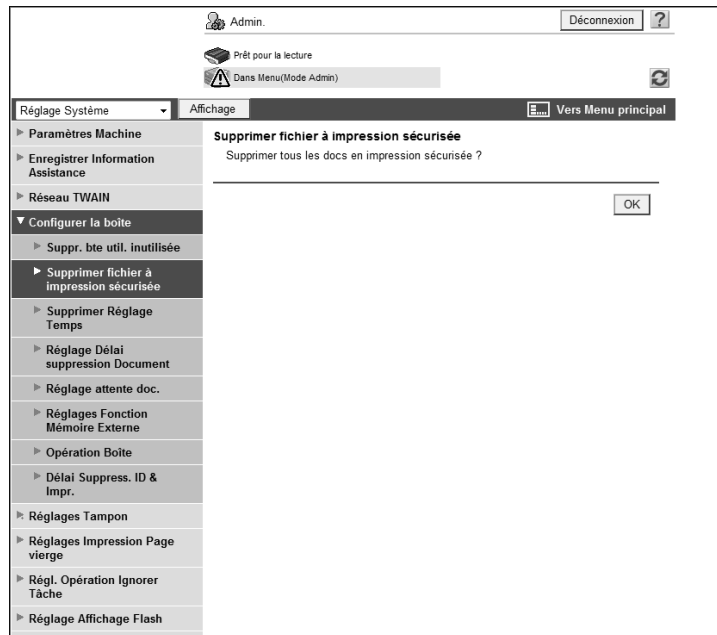 Admin.
Déconnexion
?
Prêt pour la lecture
Dans Menu(Mode Admin)
Réglage Système
Affichage
Vers Menu principal
Paramètres Machine
Enregistrer Information
Assistance
Réseau TWAIN
Configurer la boîte
Suppr. bte util. inutilisée
Supprimer fichier à
impression sécurisée
Supprimer Réglage
Temps
Réglage Délai
suppression Document
Réglage attente doc.
Réglages Fonction
Mémoire Externe
Opération Boîte
Délai Suppress. ID &
Impr.
Réglages Tampon
Réglages Impression Page
vierge
Régl. Opération Ignorer
Tâche
Réglage Affichage Flash
Supprimer fichier à impression sécurisée
Supprimer tous les docs en impression sécurisée ?
OK